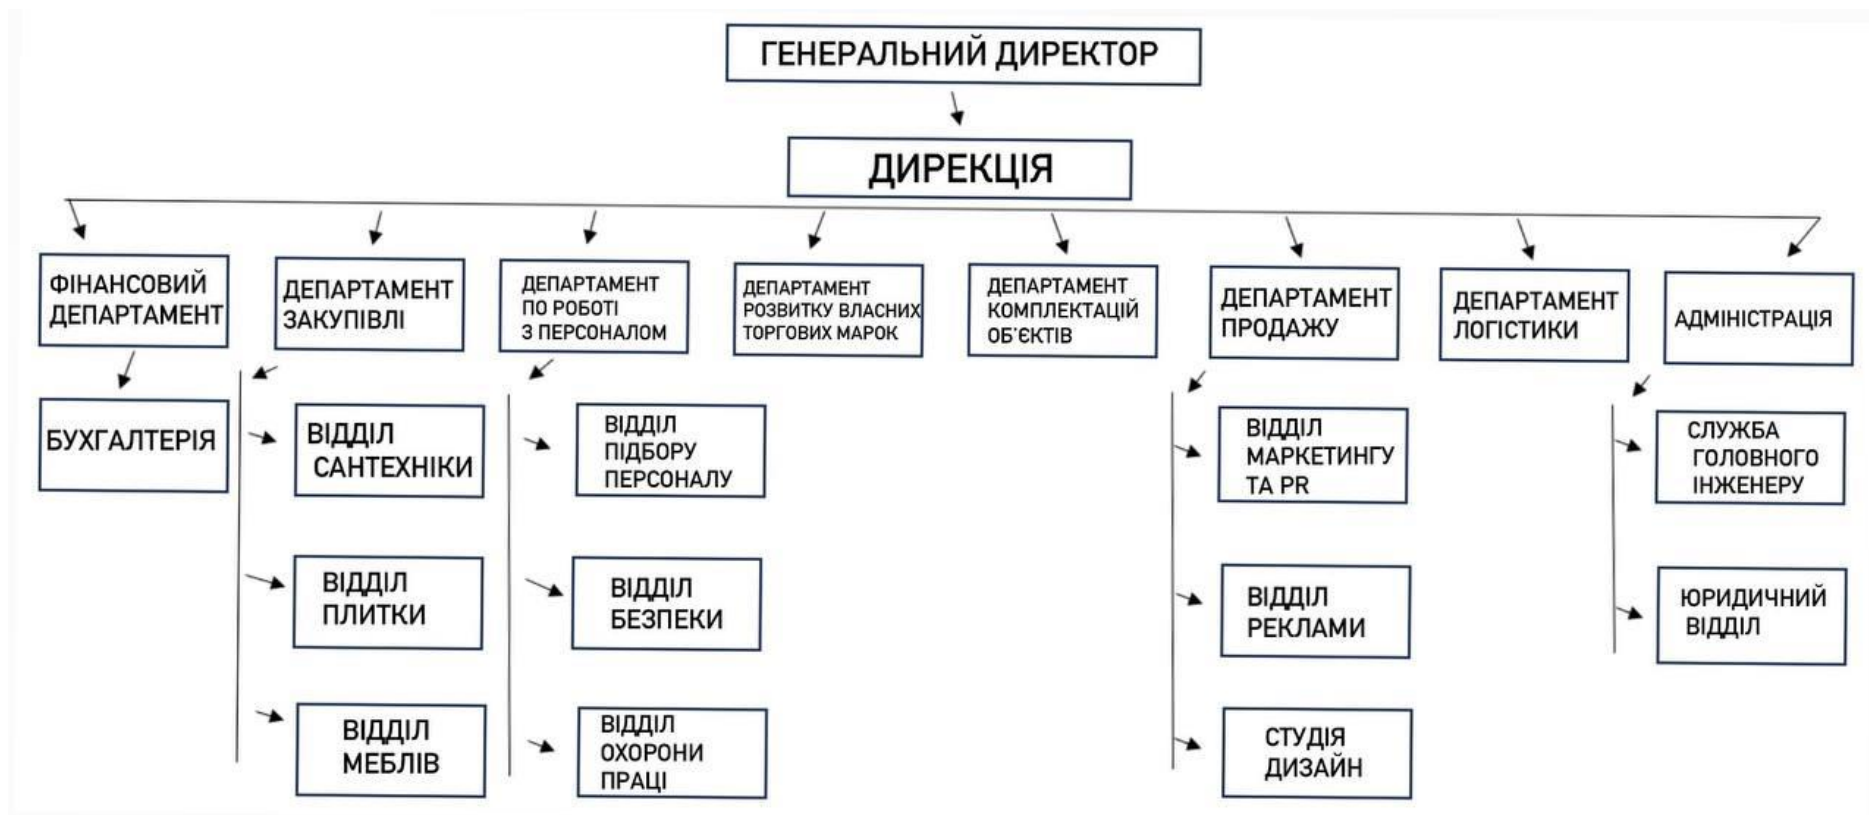 ГЕНЕРАЛЬНИЙ ДИРЕКТОР
ДИРЕКЦІЯ
ФІНАНСОВИЙ
ДЕПАРТАМЕНТ
ДЕПАРТАМЕНТ
ЗАКУПІВЛІ
ДЕПАРТАМЕНТ
ПО РОБОТІ
З ПЕРСОНАЛОМ
ДЕПАРТАМЕНТ
РОЗВИТКУ ВЛАСНИХ
ТОРГОВИХ МАРОК
ДЕПАРТАМЕНТ
КОМПЛЕКТАЦІЙ
ОБ'ЄКТІВ
ДЕПАРТАМЕНТ
ПРОДАЖУ
ДЕПАРТАМЕНТ
ЛОГІСТИКИ
АДМІНІСТРАЦІЯ
БУХГАЛТЕРІЯ
ВІДДІЛ
САНТЕХНІКИ
ВІДДІЛ
ПІДБОРУ
ПЕРСОНАЛУ
ВІДДІЛ
МАРКЕТИНГУ
ТА PR
СЛУЖБА
ГОЛОВНОГО
ІНЖЕНЕРУ
ВІДДІЛ
ПЛИТКИ
ВІДДІЛ
БЕЗПЕКИ
ВІДДІЛ
РЕКЛАМИ
ЮРИДИЧНИЙ
ВІДДІЛ
ВІДДІЛ
МЕБЛІВ
ВІДДІЛ
ОХОРОНИ
ПРАЦІ
СТУДІЯ
ДИЗАЙН